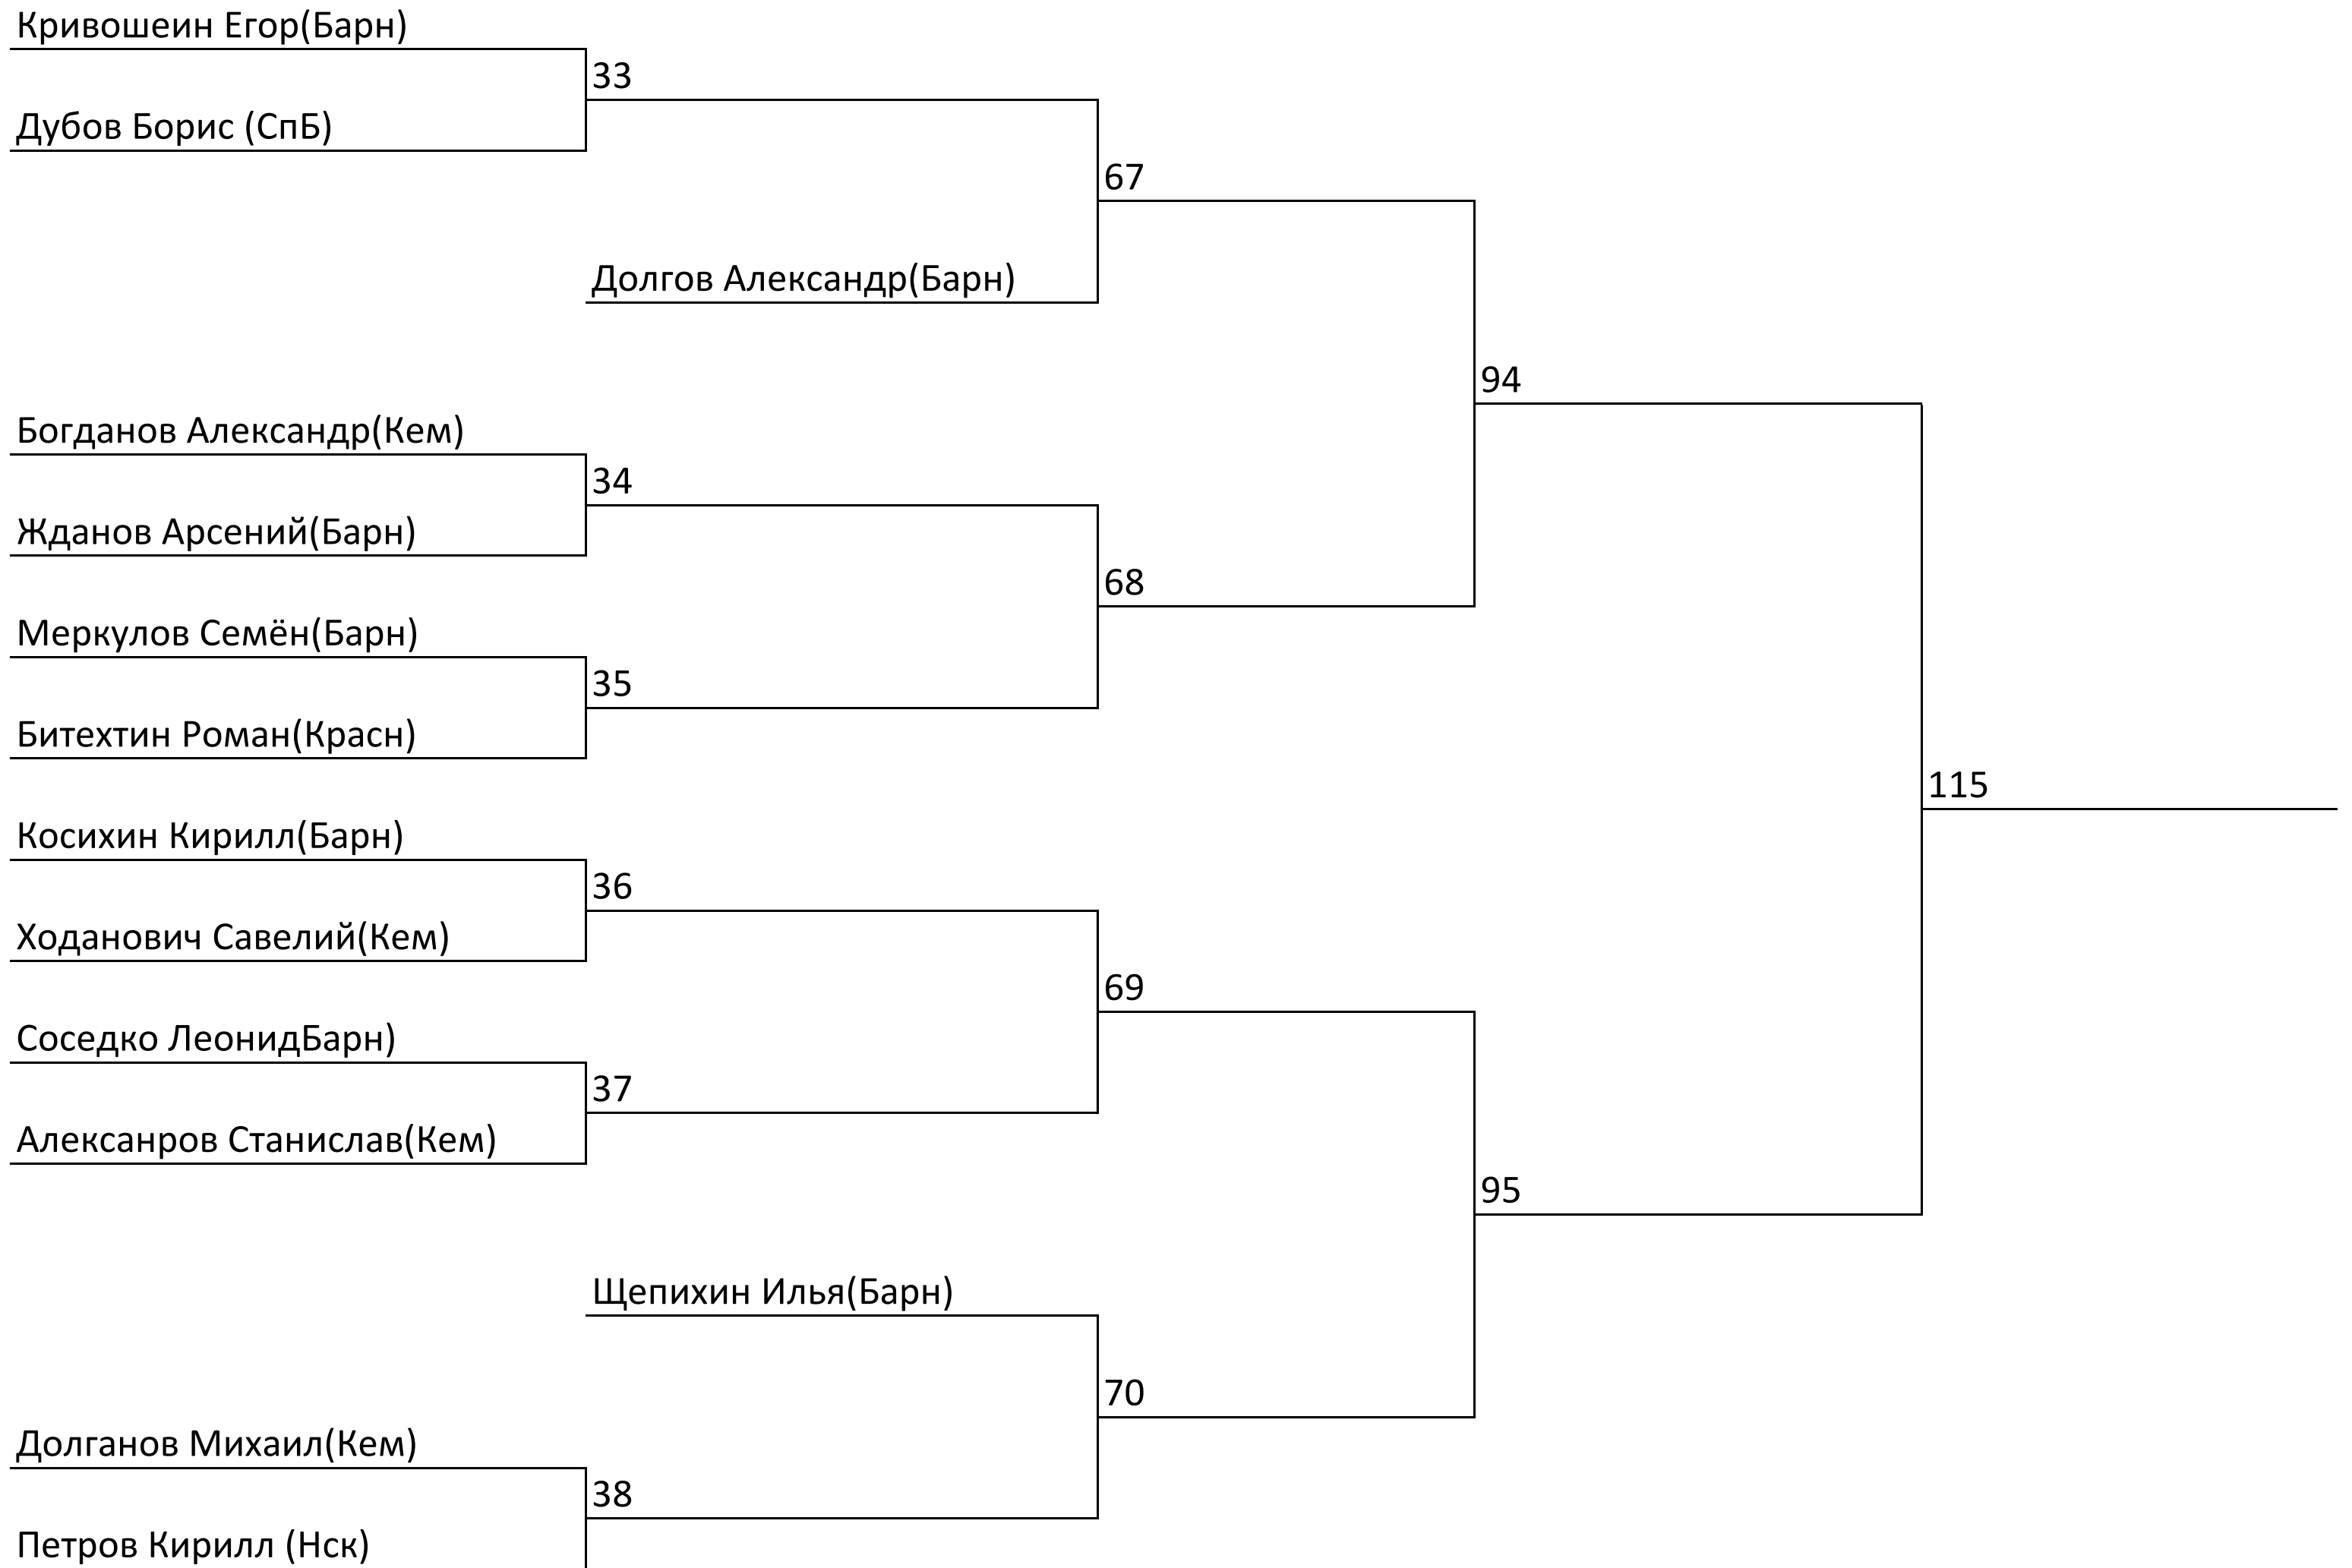 Кривошеин Егор(Барн)
33
Дубов Борис (СпБ)
67
Долгов Александр(Барн)
94
Богданов Александр(Кем)
34
Жданов Арсений(Барн)
68
Меркулов Семён(Барн)
35
Битехтин Роман(Красн)
115
Косихин Кирилл(Барн)
36
Ходанович Савелий(Кем)
69
Соседко ЛеонидБарн)
37
Алексанров Станислав(Кем)
95
Щепихин Илья(Барн)
70
Долганов Михаил(Кем)
38
Петров Кирилл (Нск)